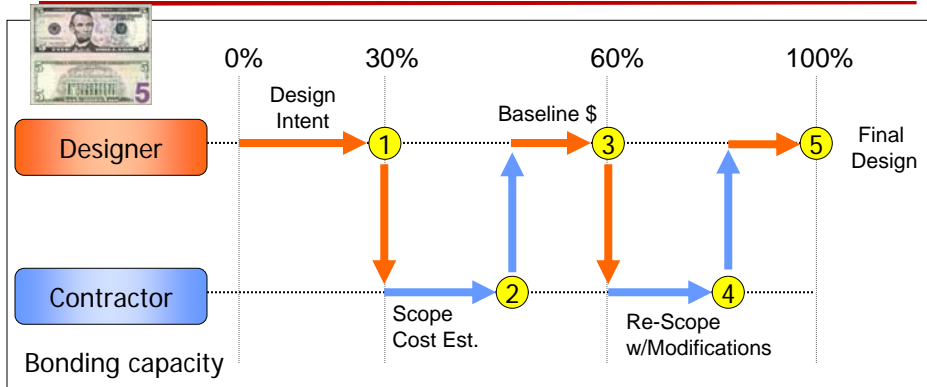 0%
30%
60%
100%
Design
Intent
Baseline $
Designer
1
3
5
Final
Design
Contractor
2
4
Scope
Cost Est.
Re-Scope
w/Modifications
Bonding capacity
5
5